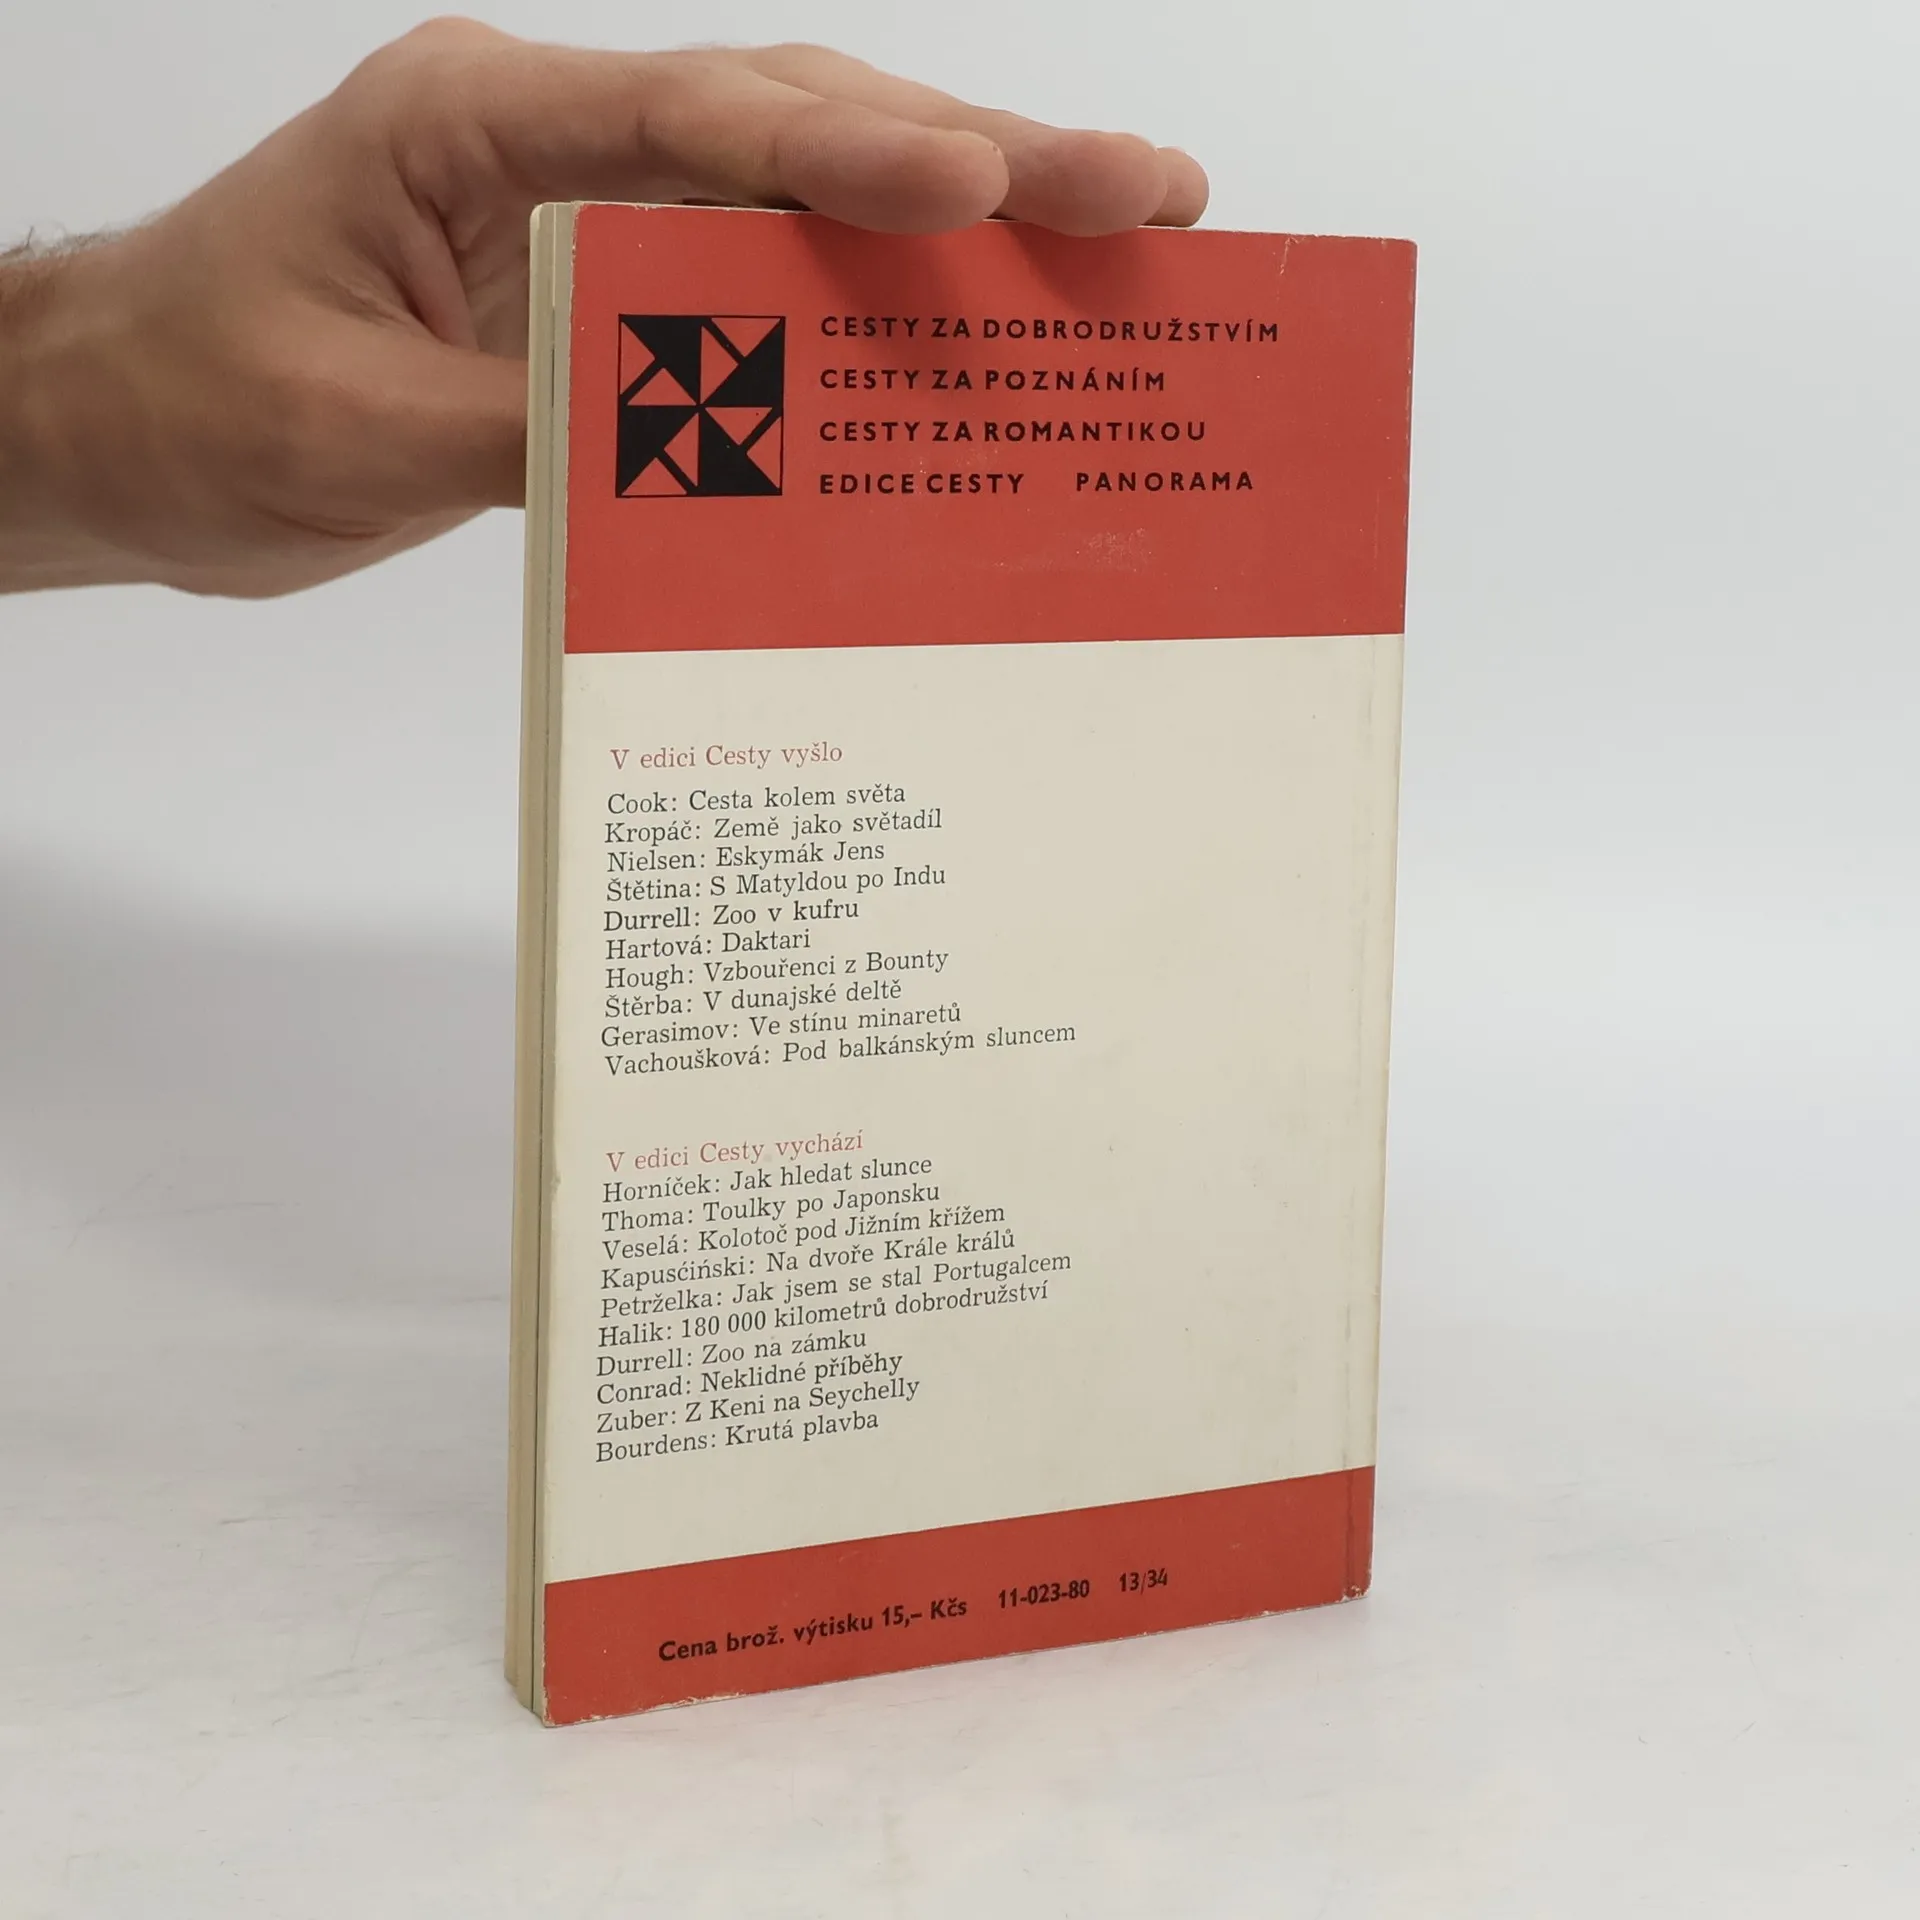 CESTY ZA DOBRODRUŽSTVÍM
CESTY ZA POZNÁNÍM
CESTY ZA ROMANTIKOU
EDICE CESTY PANORAMA
V edici Cesty vyšlo
Cook: Cesta kolem světa
Kropáč: Země jako světadíl
Nielsen: Eskymák Jens
Štětina: S Matyldou po Indu
Durrell: Zoo v kufru
Hartová: Daktari
Hough: Vzbouřenci z Bounty
Štěrba: V dunajské deltě
Gerasimov: Ve stínu minaretů
Vachoušková: Pod balkánským sluncem
V edici Cesty vychází
Horníček: Jak hledat slunce
Thoma: Toulky po Japonsku
Veselá: Kolotoč pod Jižním křížem
Kapusćiński: Na dvoře Krále králů
Petrželka: Jak jsem se stal Portugalcem
Halik: 180 000 kilometrů dobrodružství
Durrell: Zoo na zámku
Conrad: Neklidné příběhy
Zuber: Z Keni na Seychelly
Bourdens: Krutá plavba
Cena brož. výtisku 15,– Kčs 11-023-80 13/34